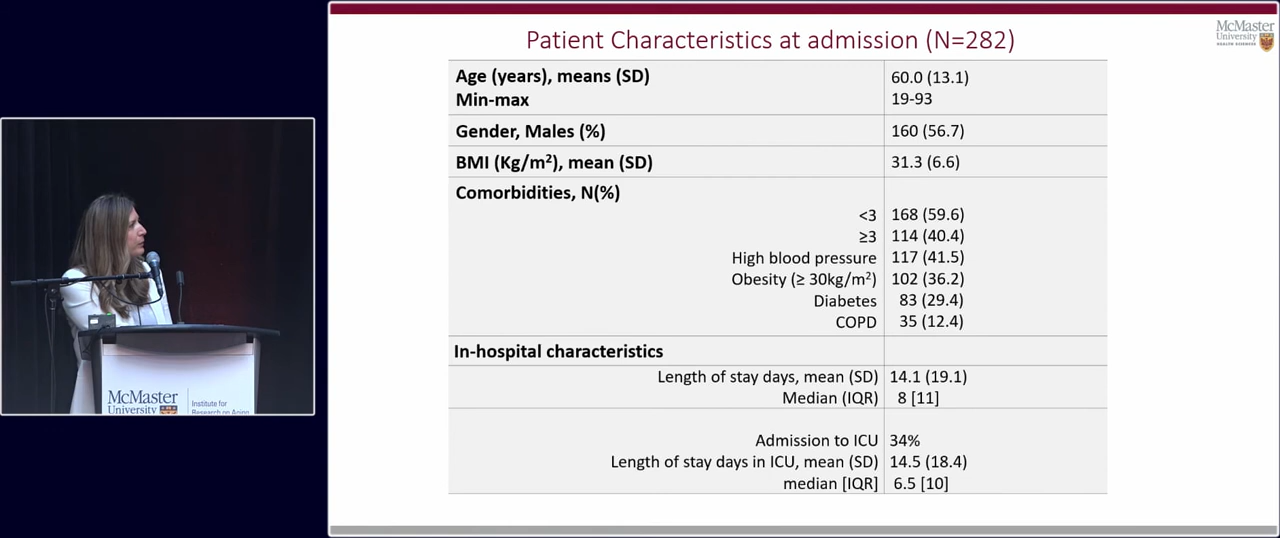 Patient Characteristics at admission (N=282)
McMaster
University
HEALTH SCIENCES
Age (years), means (SD) 60.0 (13.1)
Min-max 19-93
Gender, Males (%) 160 (56.7)
BMI (Kg/m²), mean (SD) 31.3 (6.6)
Comorbidities, N(%)
<3 168 (59.6)
≥3 114 (40.4)
High blood pressure 117 (41.5)
Obesity (≥ 30kg/m²) 102 (36.2)
Diabetes 83 (29.4)
COPD 35 (12.4)
In-hospital characteristics
Length of stay days, mean (SD) 14.1 (19.1)
Median (IQR) 8 [11]
Admission to ICU 34%
Length of stay days in ICU, mean (SD) 14.5 (18.4)
median [IQR] 6.5 [10]
McMaster
University
Institute for
Research on Aging